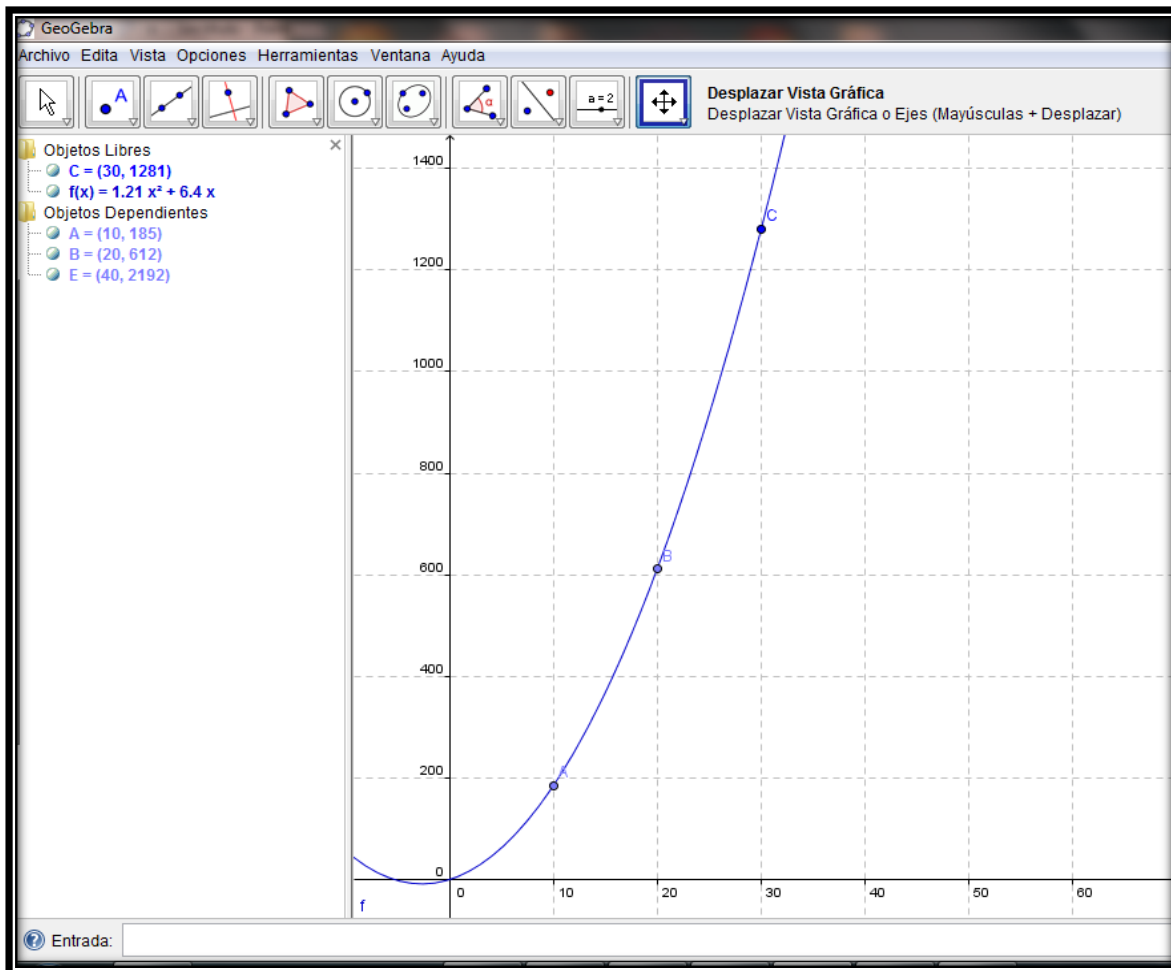 GeoGebra
Archivo Edita Vista Opciones Herramientas Ventana Ayuda
A
α
a=2
Desplazar Vista Gráfica
Desplazar Vista Gráfica o Ejes (Mayúsculas + Desplazar)
Objetos Libres
C = (30, 1281)
f(x) = 1.21 x² + 6.4 x
Objetos Dependientes
A = (10, 185)
B = (20, 612)
E = (40, 2192)
1400
C
1200
1000
800
B
600
400
A
200
0
0 10 20 30 40 50 60
f
Entrada: